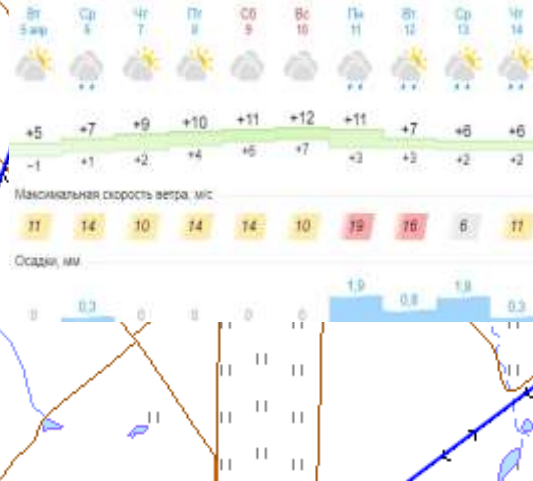 Вт Ср Чт Пт Сб Вс Пн Вт Ср Чт
5 апр 6 7 8 9 10 11 12 13 14
+5 +7 +9 +10 +11 +12 +11 +7 +6 +6
−1 +1 +2 +4 +6 +7 +3 +3 +2 +2
Максимальная скорость ветра, м/с
11 14 10 14 14 10 19 16 6 11
Осадки, мм
0 0,3 0 0 0 0 1,9 0,8 1,8 0,3